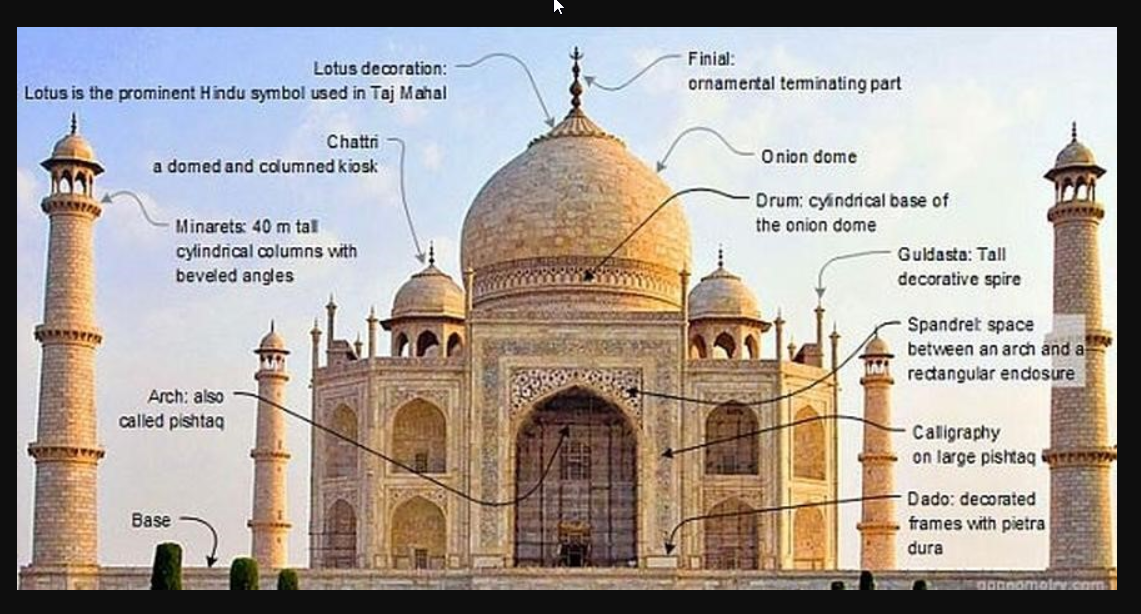 Lotus decoration:
Lotus is the prominent Hindu symbol used in Taj Mahal
Finial:
ornamental terminating part
Chattri
a domed and columned kiosk
Onion dome
Drum: cylindrical base of
the onion dome
Minarets: 40 m tall
cylindrical columns with
beveled angles
Guldasta: Tall
decorative spire
Spandrel: space
between an arch and a
rectangular enclosure
Arch: also
called pishtaq
Calligraphy
on large pishtaq
Dado: decorated
frames with pietra
dura
Base